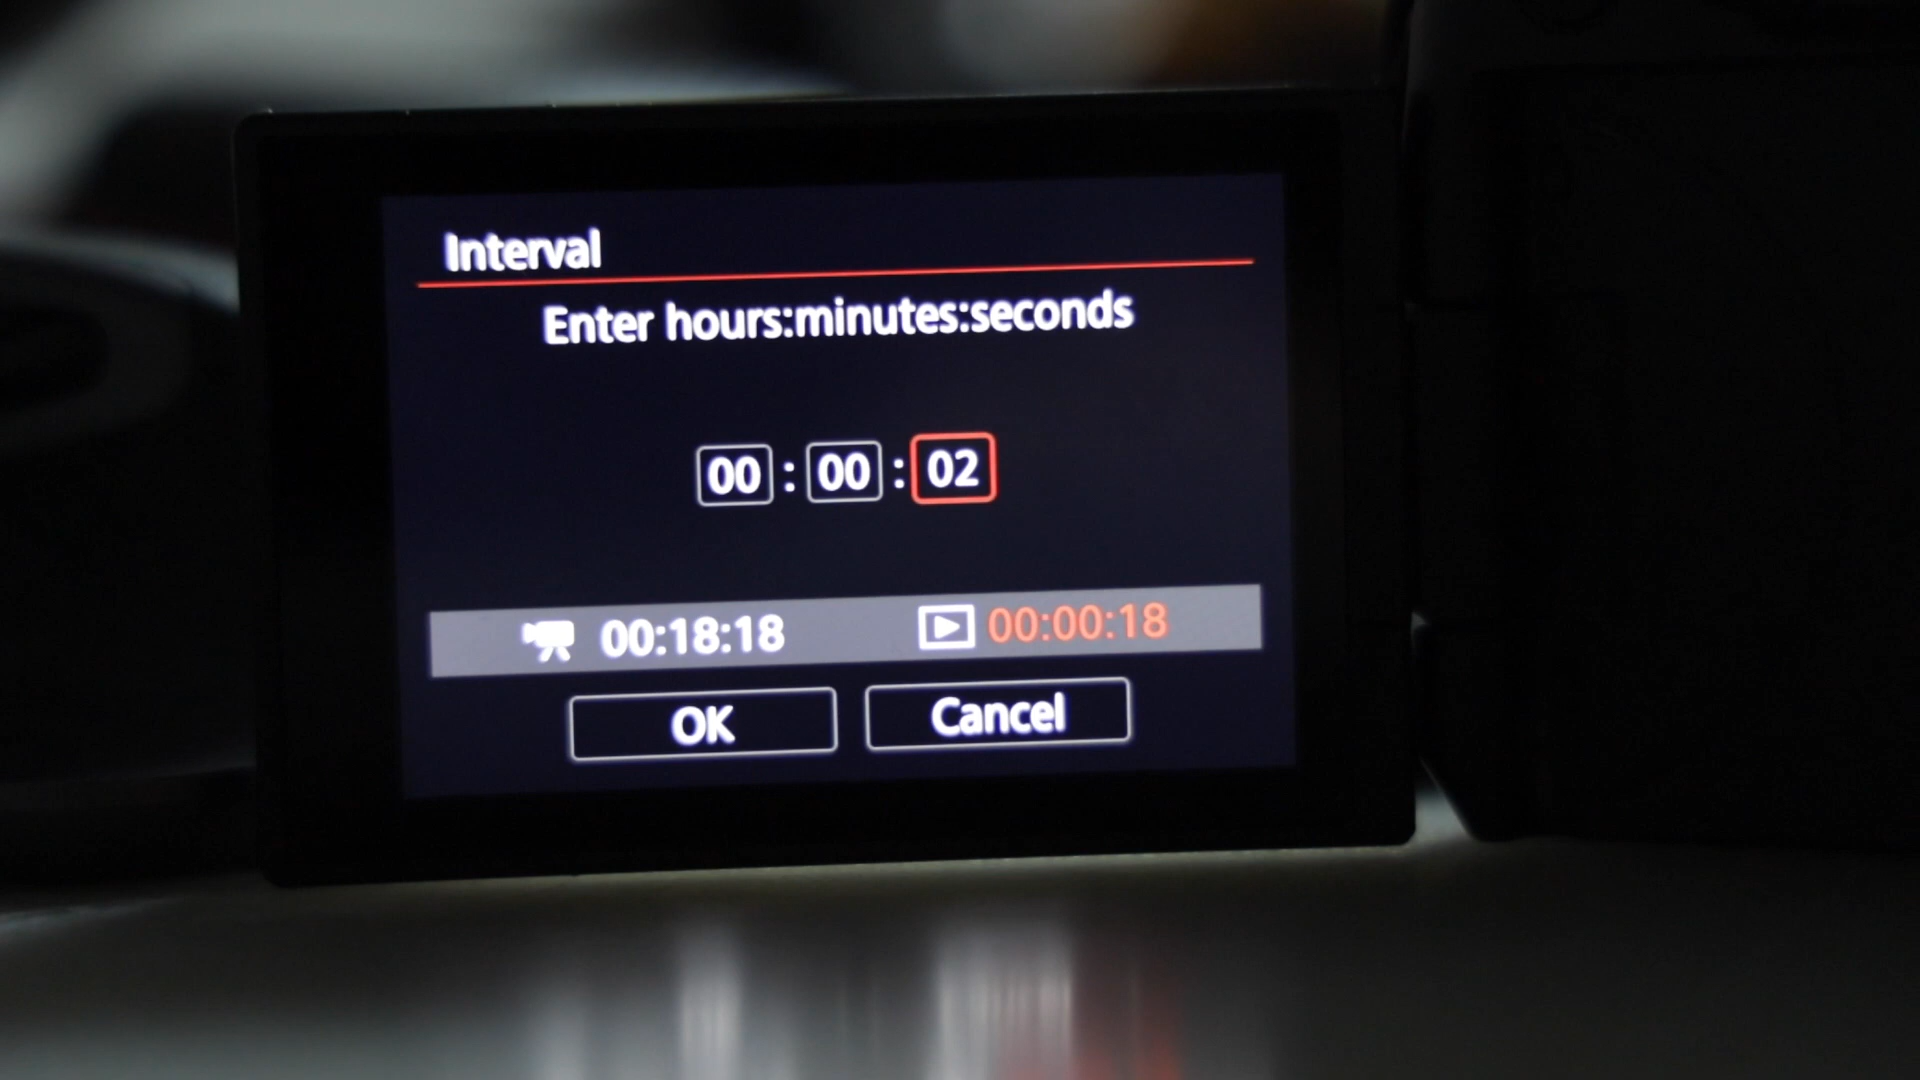 Interval
Enter hours:minutes:seconds
00 : 00 : 02
00:18:18 00:00:18
OK Cancel